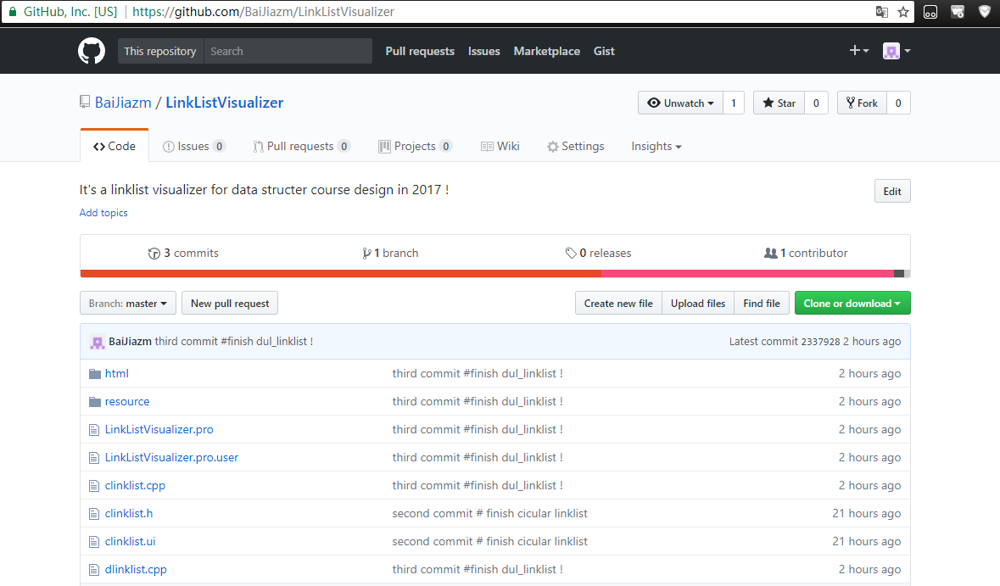 GitHub, Inc. [US] https://github.com/BaiJiazm/LinkListVisualizer
This repository Search Pull requests Issues Marketplace Gist
BaiJiazm / LinkListVisualizer Unwatch 1 Star 0 Fork 0
Code Issues 0 Pull requests 0 Projects 0 Wiki Settings Insights
It's a linklist visualizer for data structer course design in 2017 ! Edit
Add topics
3 commits 1 branch 0 releases 1 contributor
Branch: master New pull request Create new file Upload files Find file Clone or download
BaiJiazm third commit #finish dul_linklist ! Latest commit 2337928 2 hours ago
html third commit #finish dul_linklist ! 2 hours ago
resource third commit #finish dul_linklist ! 2 hours ago
LinkListVisualizer.pro third commit #finish dul_linklist ! 2 hours ago
LinkListVisualizer.pro.user third commit #finish dul_linklist ! 2 hours ago
clinklist.cpp third commit #finish dul_linklist ! 2 hours ago
clinklist.h second commit # finish cicular linklist 21 hours ago
clinklist.ui second commit # finish cicular linklist 21 hours ago
dlinklist.cpp third commit #finish dul_linklist ! 2 hours ago